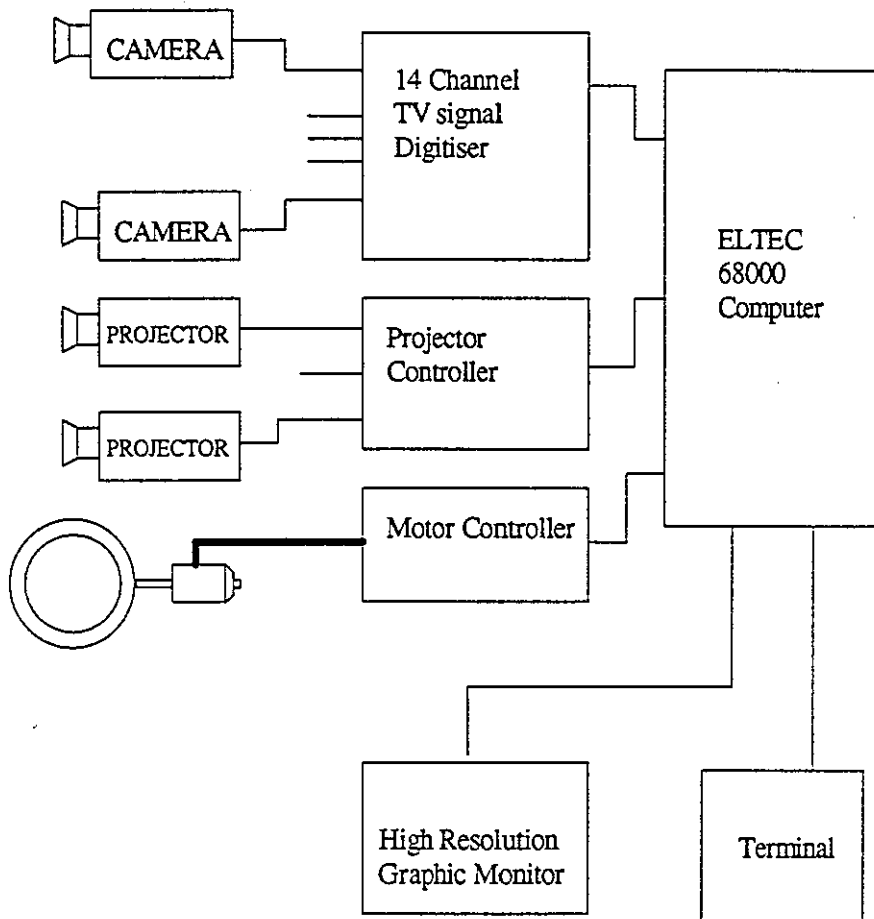 CAMERA
14 Channel
TV signal
Digitiser
CAMERA
ELTEC
68000
Computer
PROJECTOR
Projector
Controller
PROJECTOR
Motor Controller
High Resolution
Graphic Monitor
Terminal